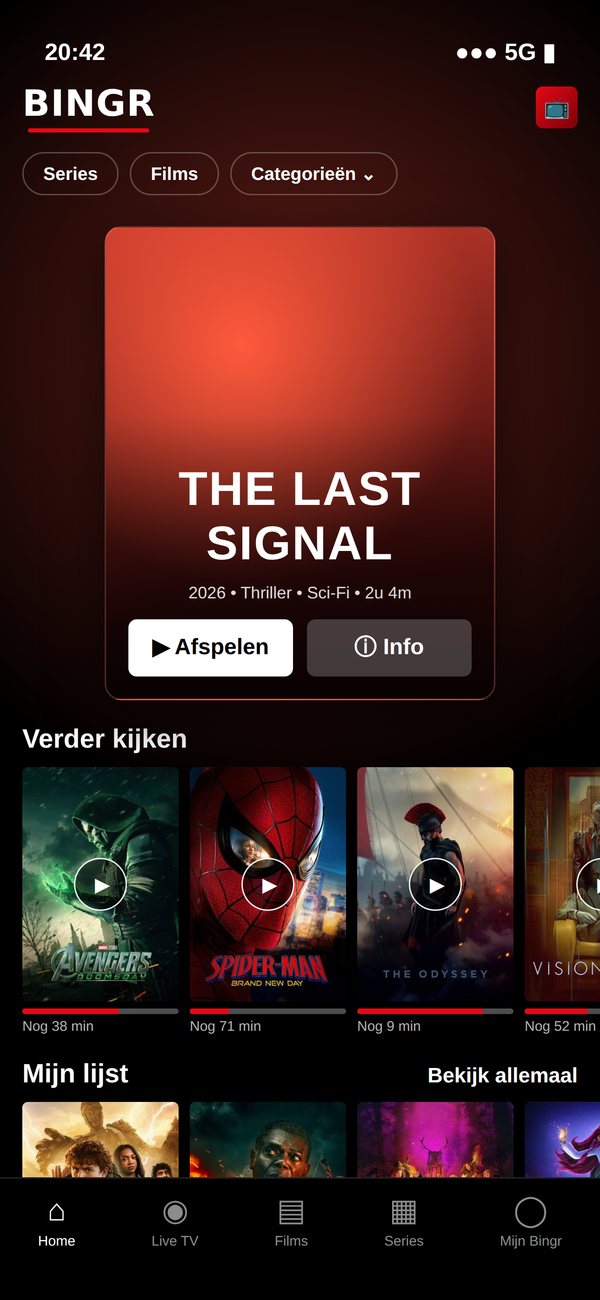 20:42
5G
BINGR
Series
Films
Categorieën
THE LAST
SIGNAL
2026 • Thriller • Sci-Fi • 2u 4m
▶ Afspelen
ⓘ Info
Verder kijken
MARVEL STUDIOS
AVENGERS
DOOMSDAY
SPIDER-MAN
BRAND NEW DAY
THE ODYSSEY
VISION
Nog 38 min
Nog 71 min
Nog 9 min
Nog 52 min
Mijn lijst
Bekijk allemaal
Home
Live TV
Films
Series
Mijn Bingr